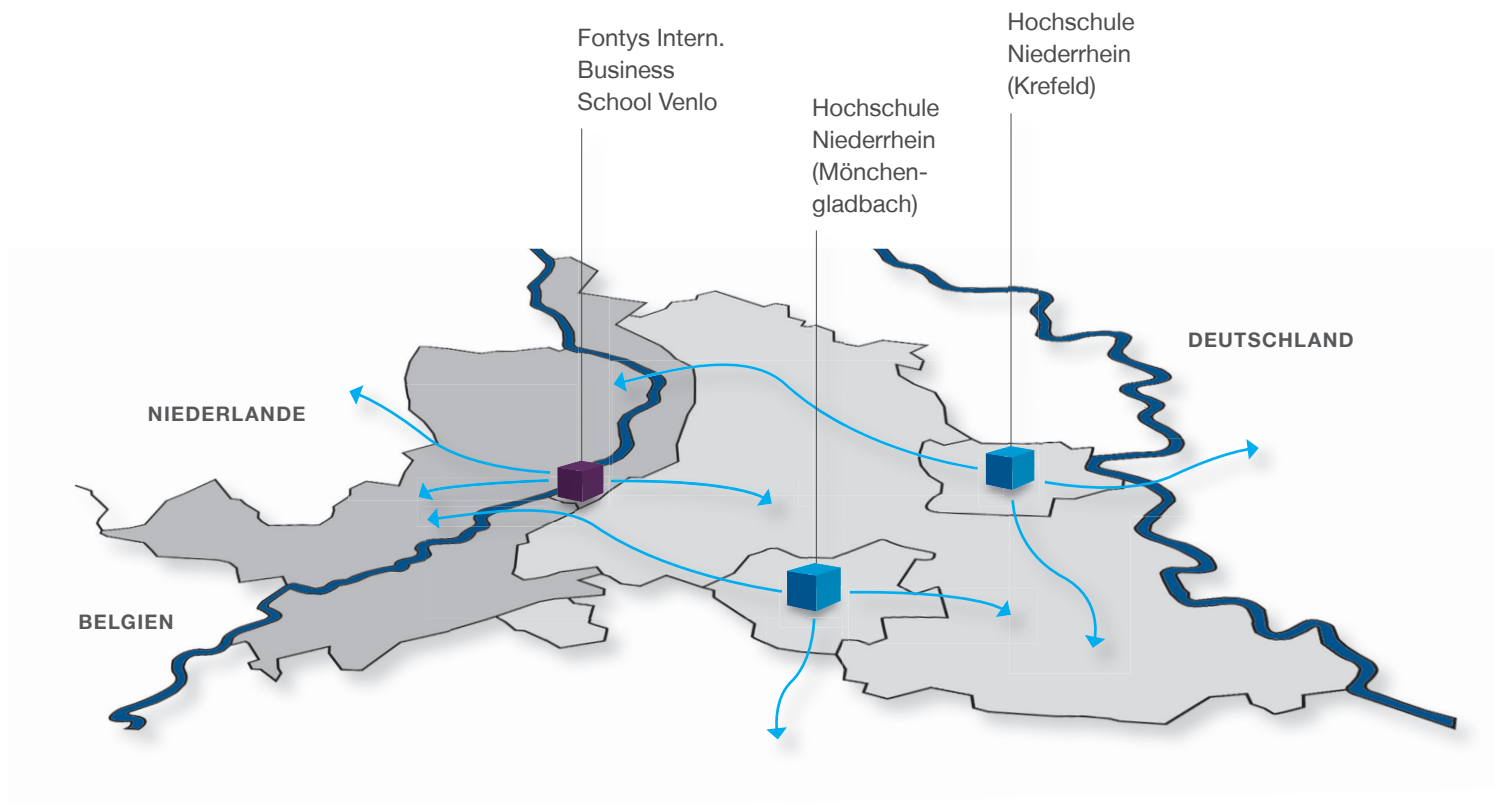 Fontys Intern.
Business
School Venlo
Hochschule
Niederrhein
(Mönchen-
gladbach)
Hochschule
Niederrhein
(Krefeld)
DEUTSCHLAND
NIEDERLANDE
BELGIEN